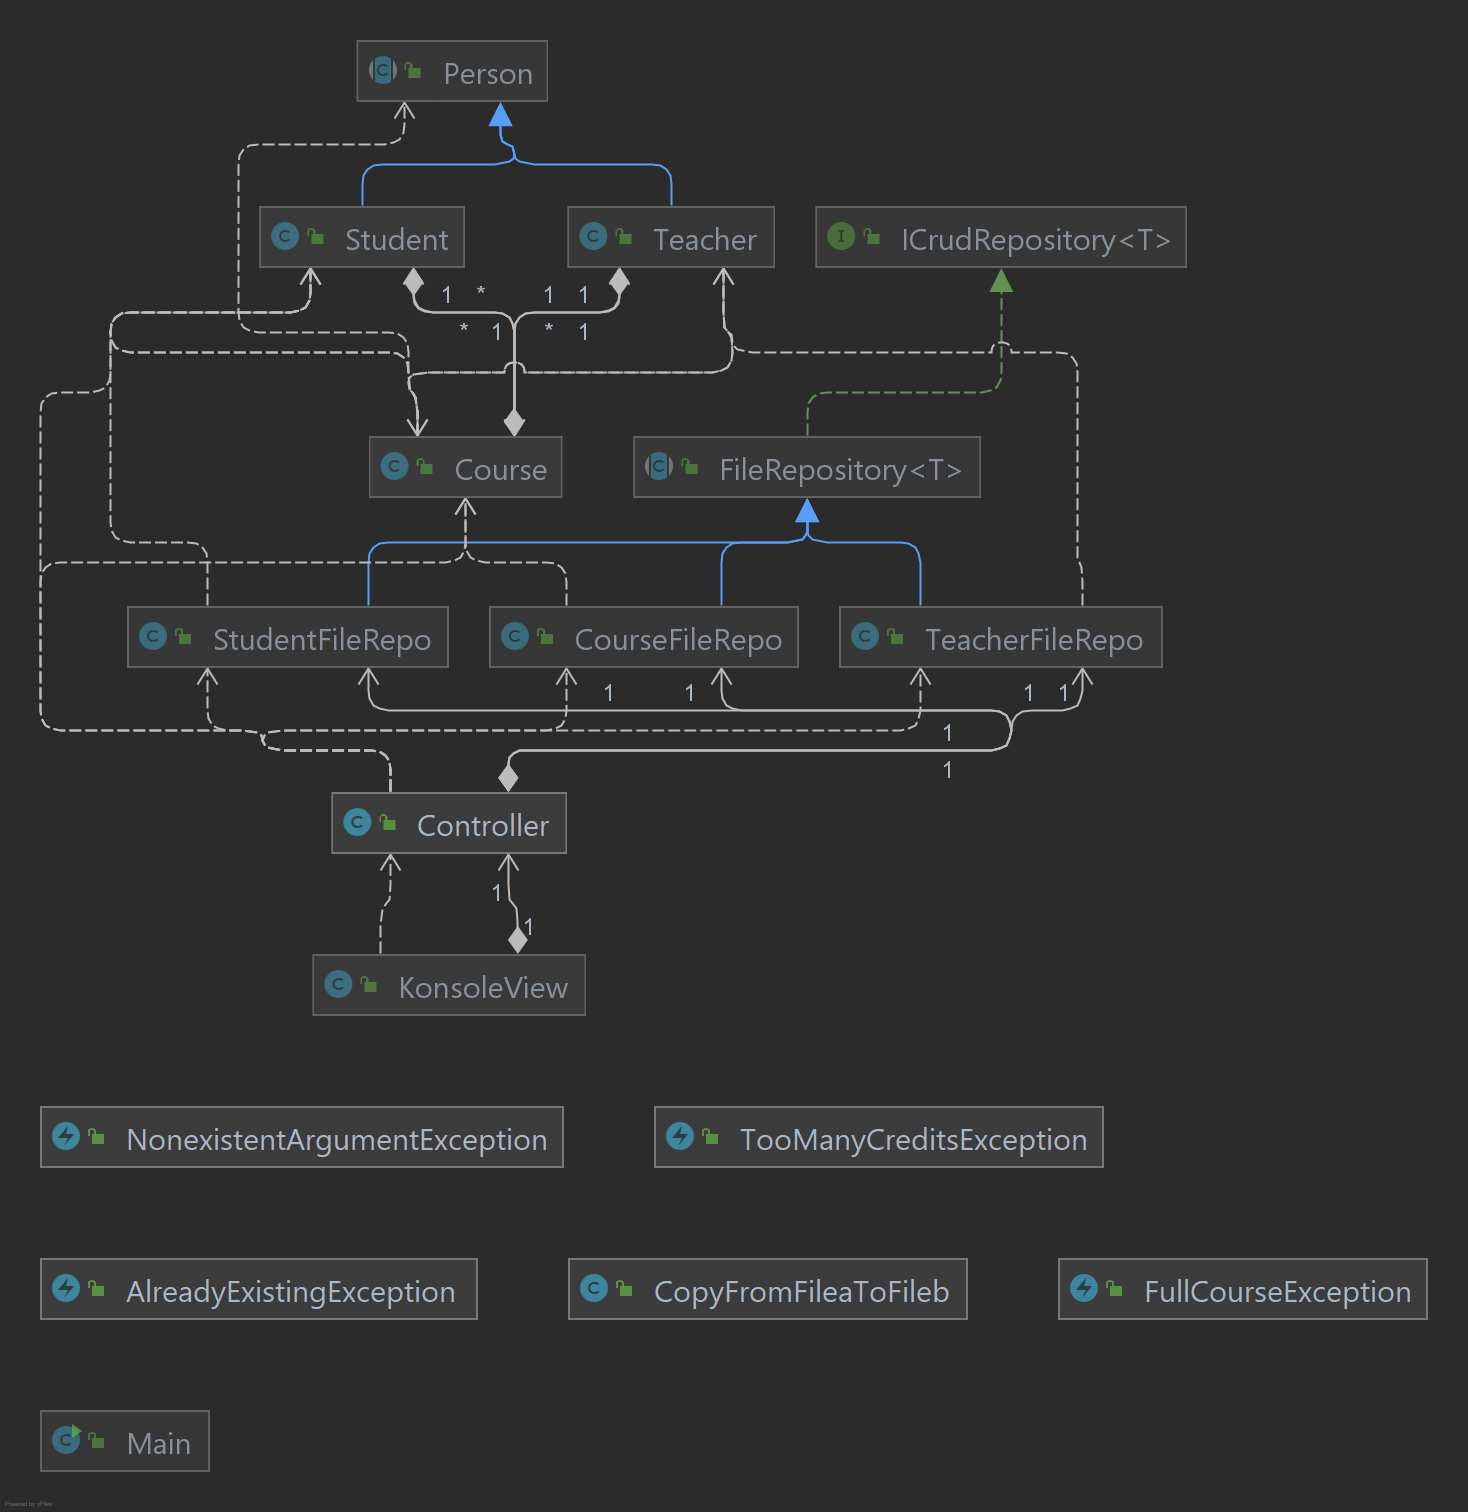 Person
Student
Teacher
ICrudRepository<T>
1 * 1 1
* 1 * 1
Course
FileRepository<T>
StudentFileRepo
CourseFileRepo
TeacherFileRepo
1 1 1 1
1
1
Controller
1
1
KonsoleView
NonexistentArgumentException
TooManyCreditsException
AlreadyExistingException
CopyFromFileaToFileb
FullCourseException
Main
Powered by yFiles